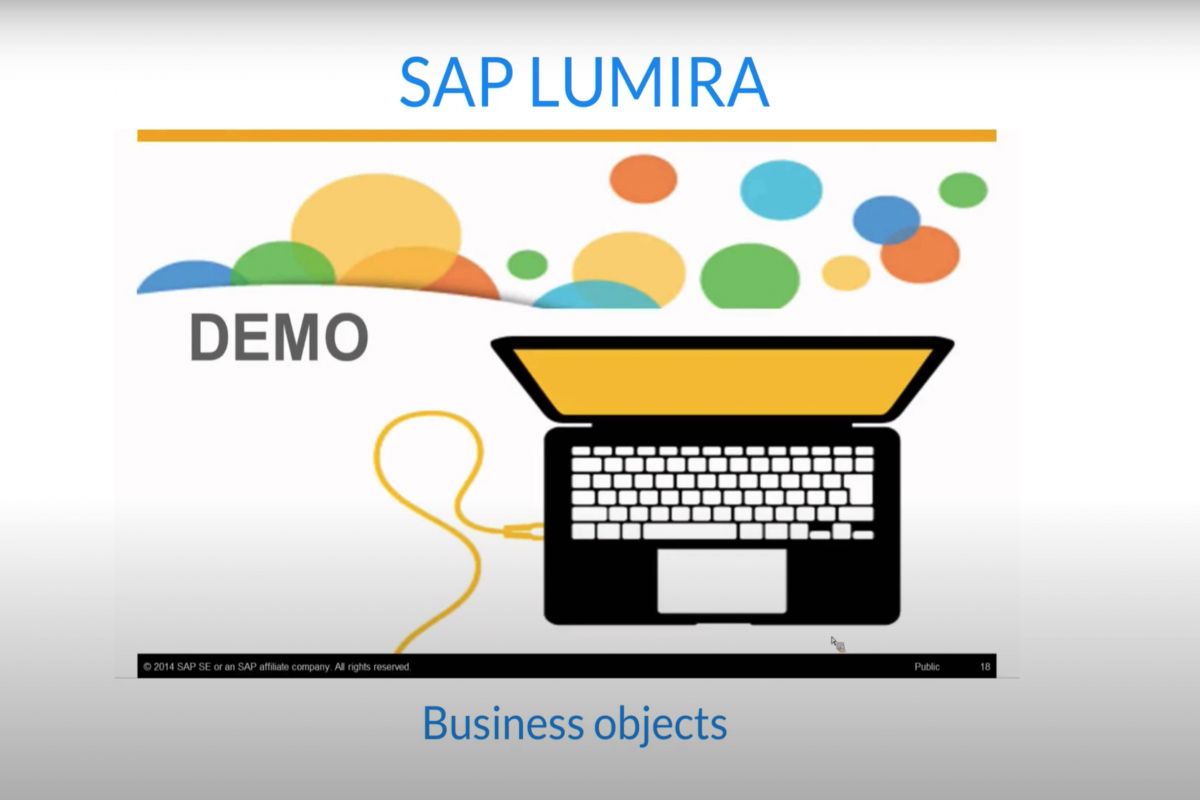 SAP LUMIRA
DEMO
© 2014 SAP SE or an SAP affiliate company. All rights reserved. Public 18
Business objects